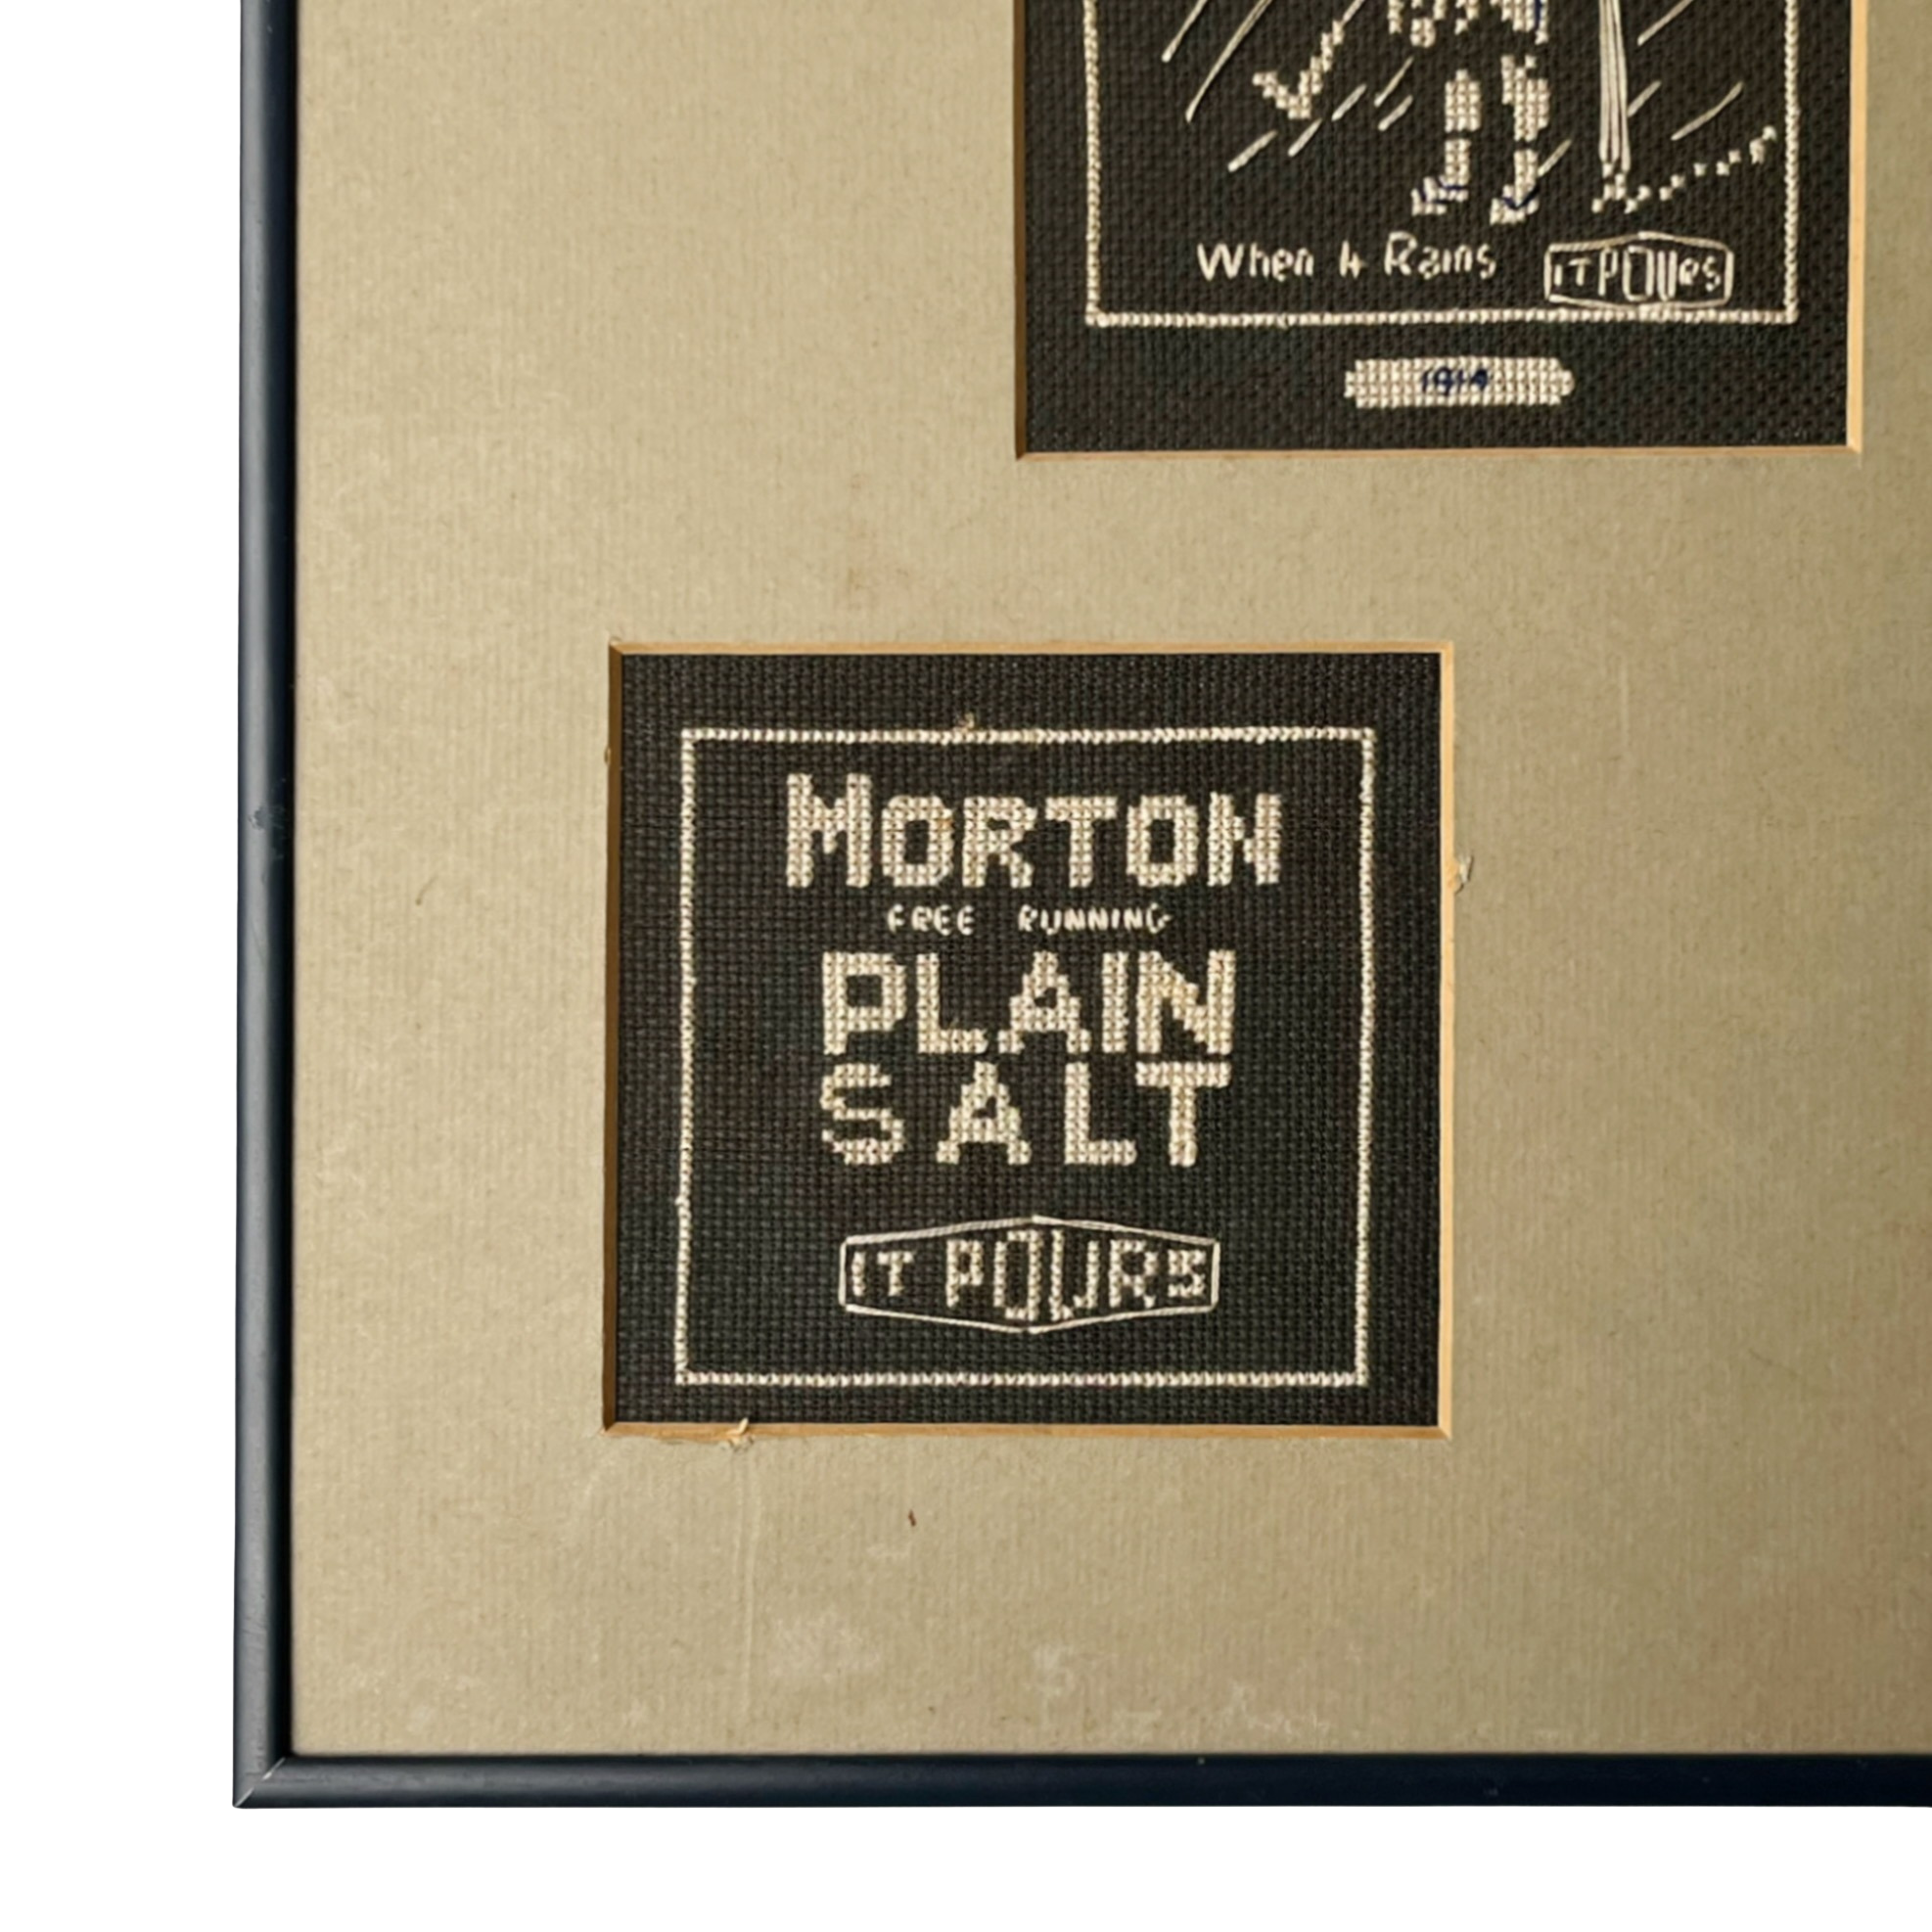 When It Rains IT POURS
1914
MORTON
FREE RUNNING
PLAIN
SALT
IT POURS